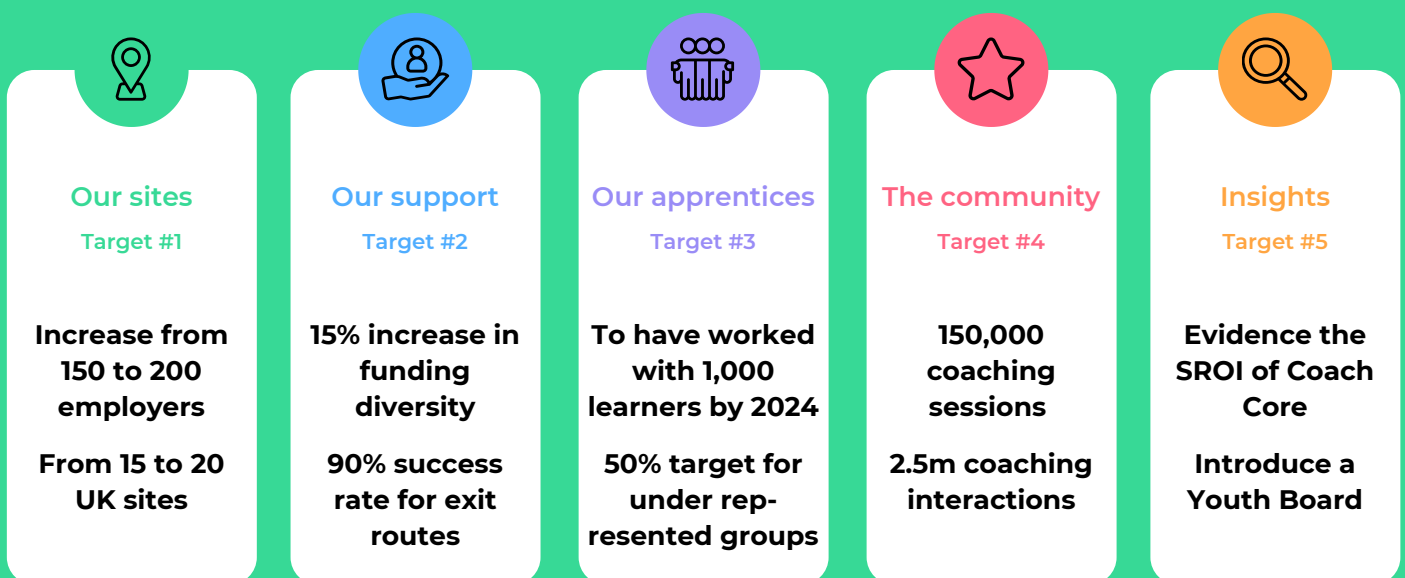 Our sites
Target #1
Increase from
150 to 200
employers
From 15 to 20
UK sites
Our support
Target #2
15% increase in
funding
diversity
90% success
rate for exit
routes
Our apprentices
Target #3
To have worked
with 1,000
learners by 2024
50% target for
under rep-
resented groups
The community
Target #4
150,000
coaching
sessions
2.5m coaching
interactions
Insights
Target #5
Evidence the
SROI of Coach
Core
Introduce a
Youth Board